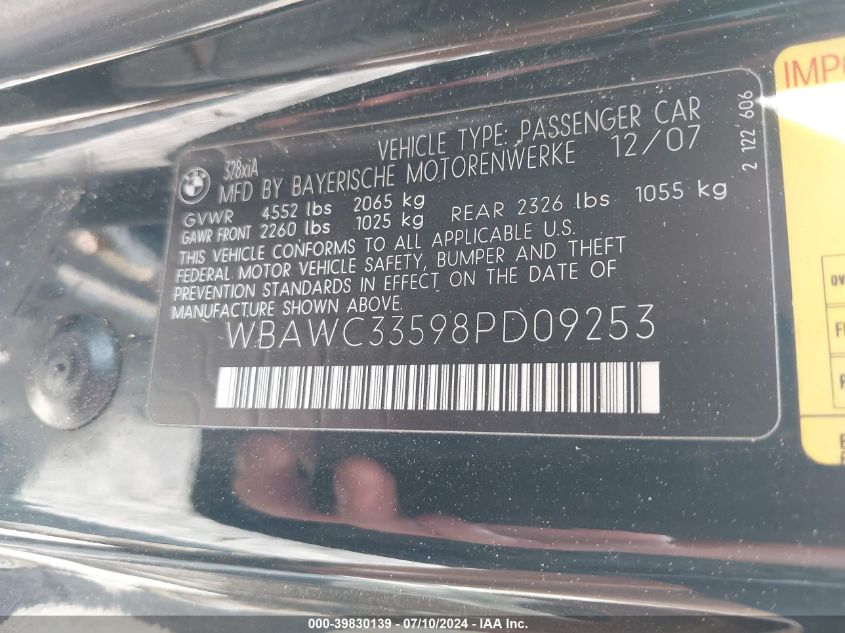 328xiA
VEHICLE TYPE: PASSENGER CAR
MFD BY BAYERISCHE MOTORENWERKE 12/07
GVWR 4552 lbs 2065 kg
GAWR FRONT 2260 lbs 1025 kg REAR 2326 lbs 1055 kg
THIS VEHICLE CONFORMS TO ALL APPLICABLE U.S.
FEDERAL MOTOR VEHICLE SAFETY, BUMPER AND THEFT
PREVENTION STANDARDS IN EFFECT ON THE DATE OF
MANUFACTURE SHOWN ABOVE.
WBAWC33598PD09253
2 122 606
IMPO
OV
000-39830139 - 07/10/2024 - IAA Inc.